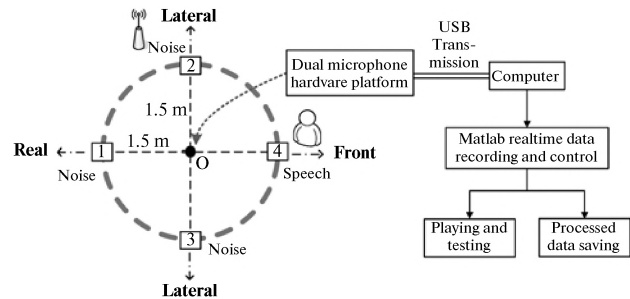 Lateral
Noise
2
1.5 m
1.5 m
Real
1
O
4
Front
Noise
Speech
3
Noise
Lateral
Dual microphone
hardvare platpform
USB
Trans-
mission
Computer
Matlab realtime data
recording and control
Playing and
testing
Processed
data saving